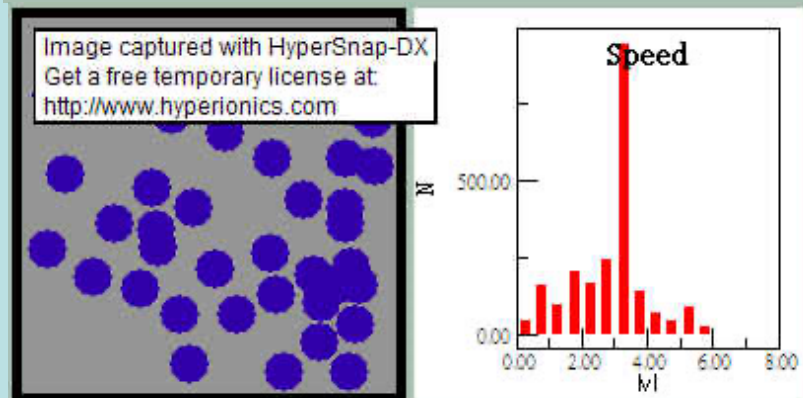 Image captured with HyperSnap-DX
Get a free temporary license at:
http://www.hyperionics.com
Speed
N
500.00
0.00
0.00 2.00 4.00 6.00 8.00
|v|